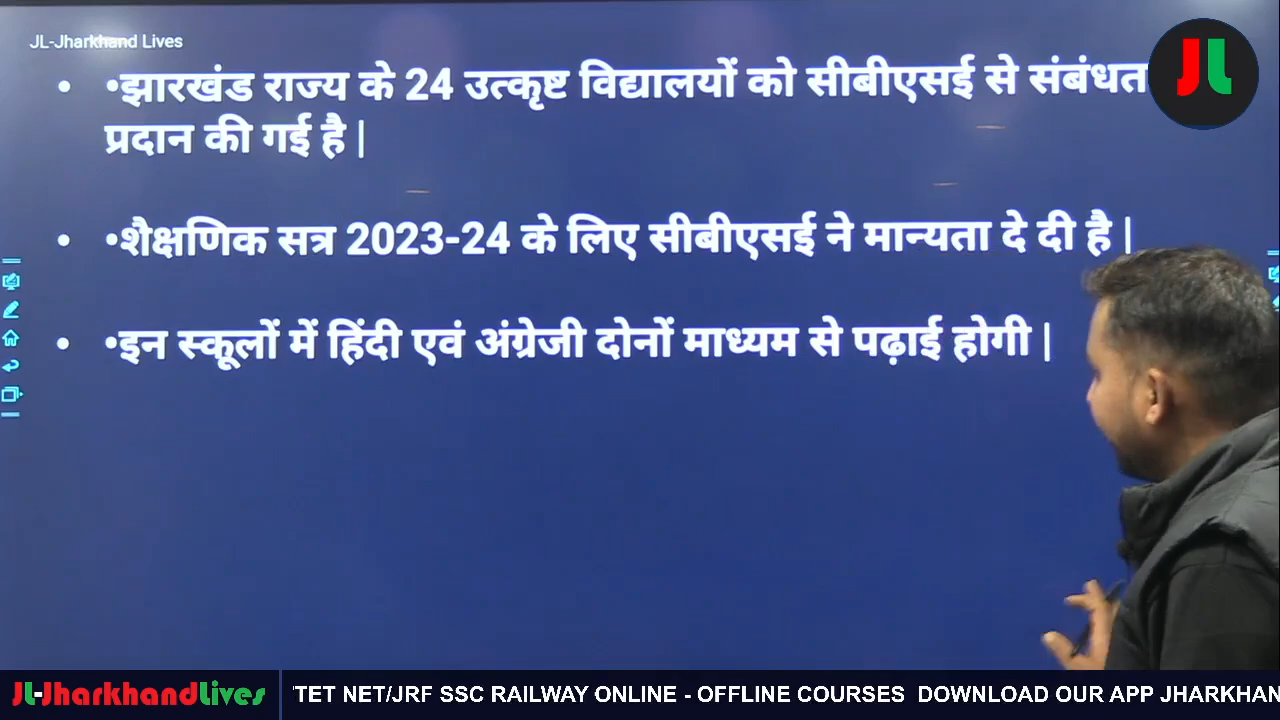 JL-Jharkhand Lives
JL
• •झारखंड राज्य के 24 उत्कृष्ट विद्यालयों को सीबीएसई से संबंधत
प्रदान की गई है |
• •शैक्षणिक सत्र 2023-24 के लिए सीबीएसई ने मान्यता दे दी है |
• •इन स्कूलों में हिंदी एवं अंग्रेजी दोनों माध्यम से पढ़ाई होगी |
JL-JharkhandLives TET NET/JRF SSC RAILWAY ONLINE - OFFLINE COURSES DOWNLOAD OUR APP JHARKHAN